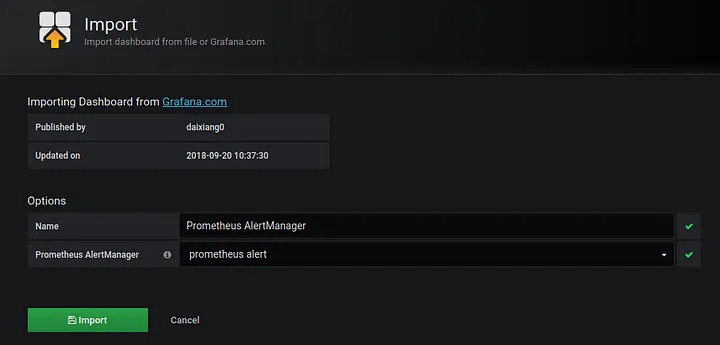 Import
Import dashboard from file or Grafana.com
Importing Dashboard from Grafana.com
Published by daixiang0
Updated on 2018-09-20 10:37:30
Options
Name Prometheus AlertManager
Prometheus AlertManager prometheus alert
Import Cancel